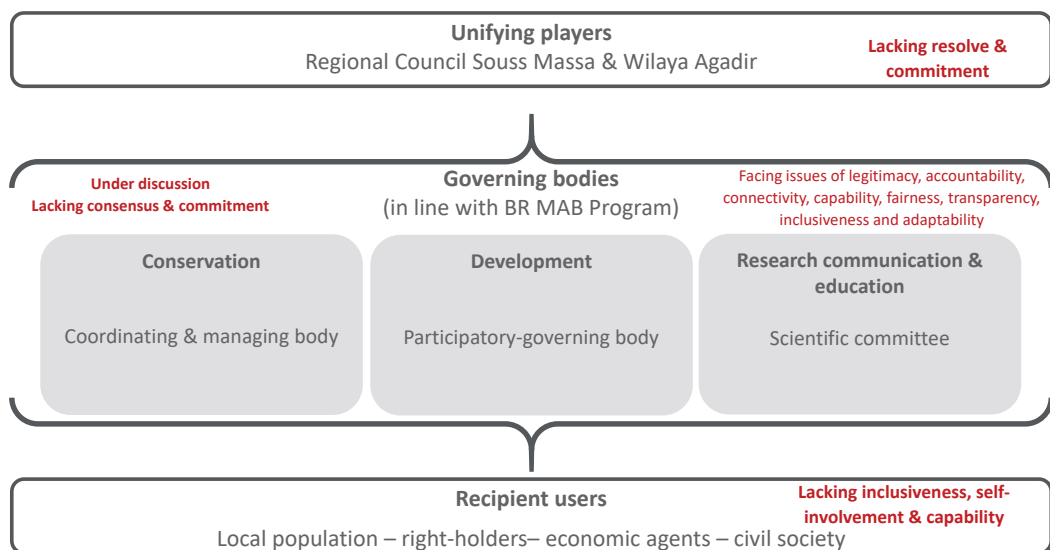 Unifying players
Regional Council Souss Massa & Wilaya Agadir
Lacking resolve &
commitment
Under discussion
Lacking consensus & commitment
Governing bodies
(in line with BR MAB Program)
Facing issues of legitimacy, accountability,
connectivity, capability, fairness, transparency,
inclusiveness and adaptability
Conservation
Coordinating & managing body
Development
Participatory-governing body
Research communication &
education
Scientific committee
Recipient users
Lacking inclusiveness, self-
involvement & capability
Local population – right-holders– economic agents – civil society